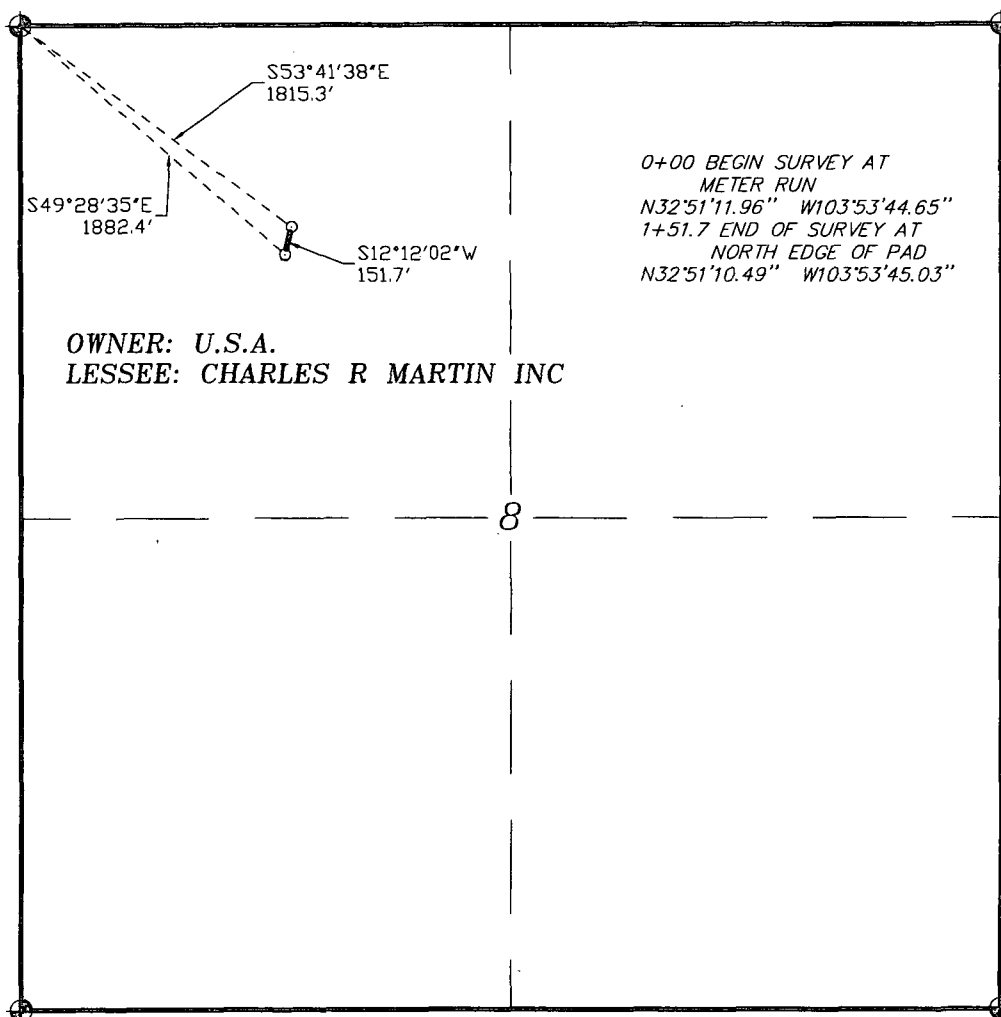 S53°41'38"E
1815.3'
S49°28'35"E
1882.4'
S12°12'02"W
151.7'
0+00 BEGIN SURVEY AT
METER RUN
N32°51'11.96" W103°53'44.65"
1+51.7 END OF SURVEY AT
NORTH EDGE OF PAD
N32°51'10.49" W103°53'45.03"
OWNER: U.S.A.
LESSEE: CHARLES R MARTIN INC
8